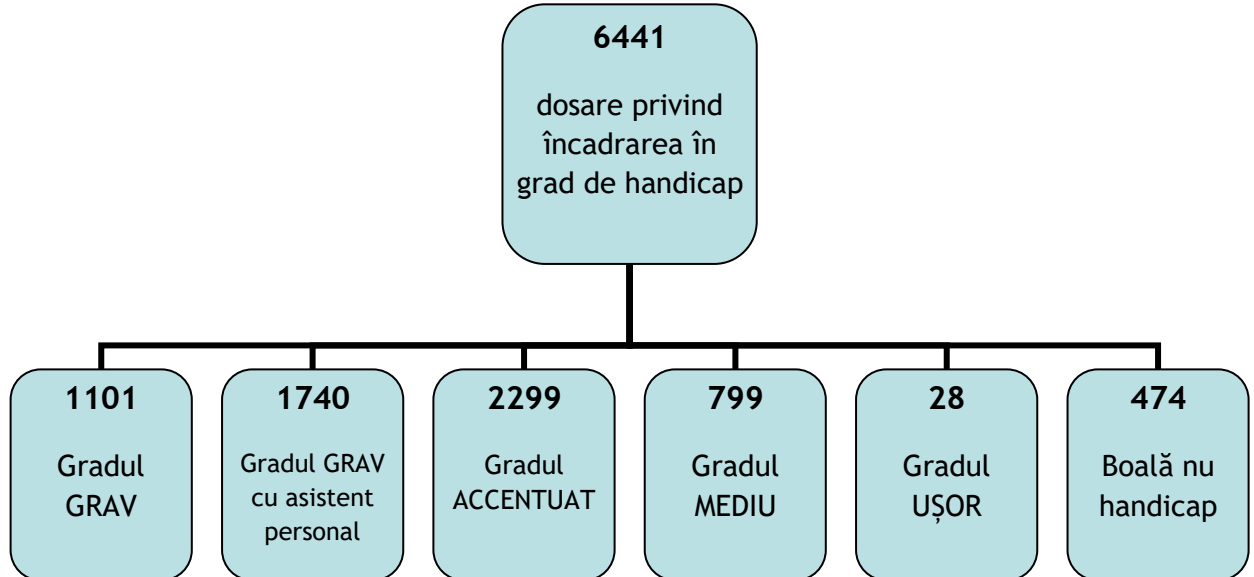 6441
dosare privind
încadrarea în
grad de handicap
1101
Gradul
GRAV
1740
Gradul GRAV
cu asistent
personal
2299
Gradul
ACCENTUAT
799
Gradul
MEDIU
28
Gradul
UȘOR
474
Boală nu
handicap